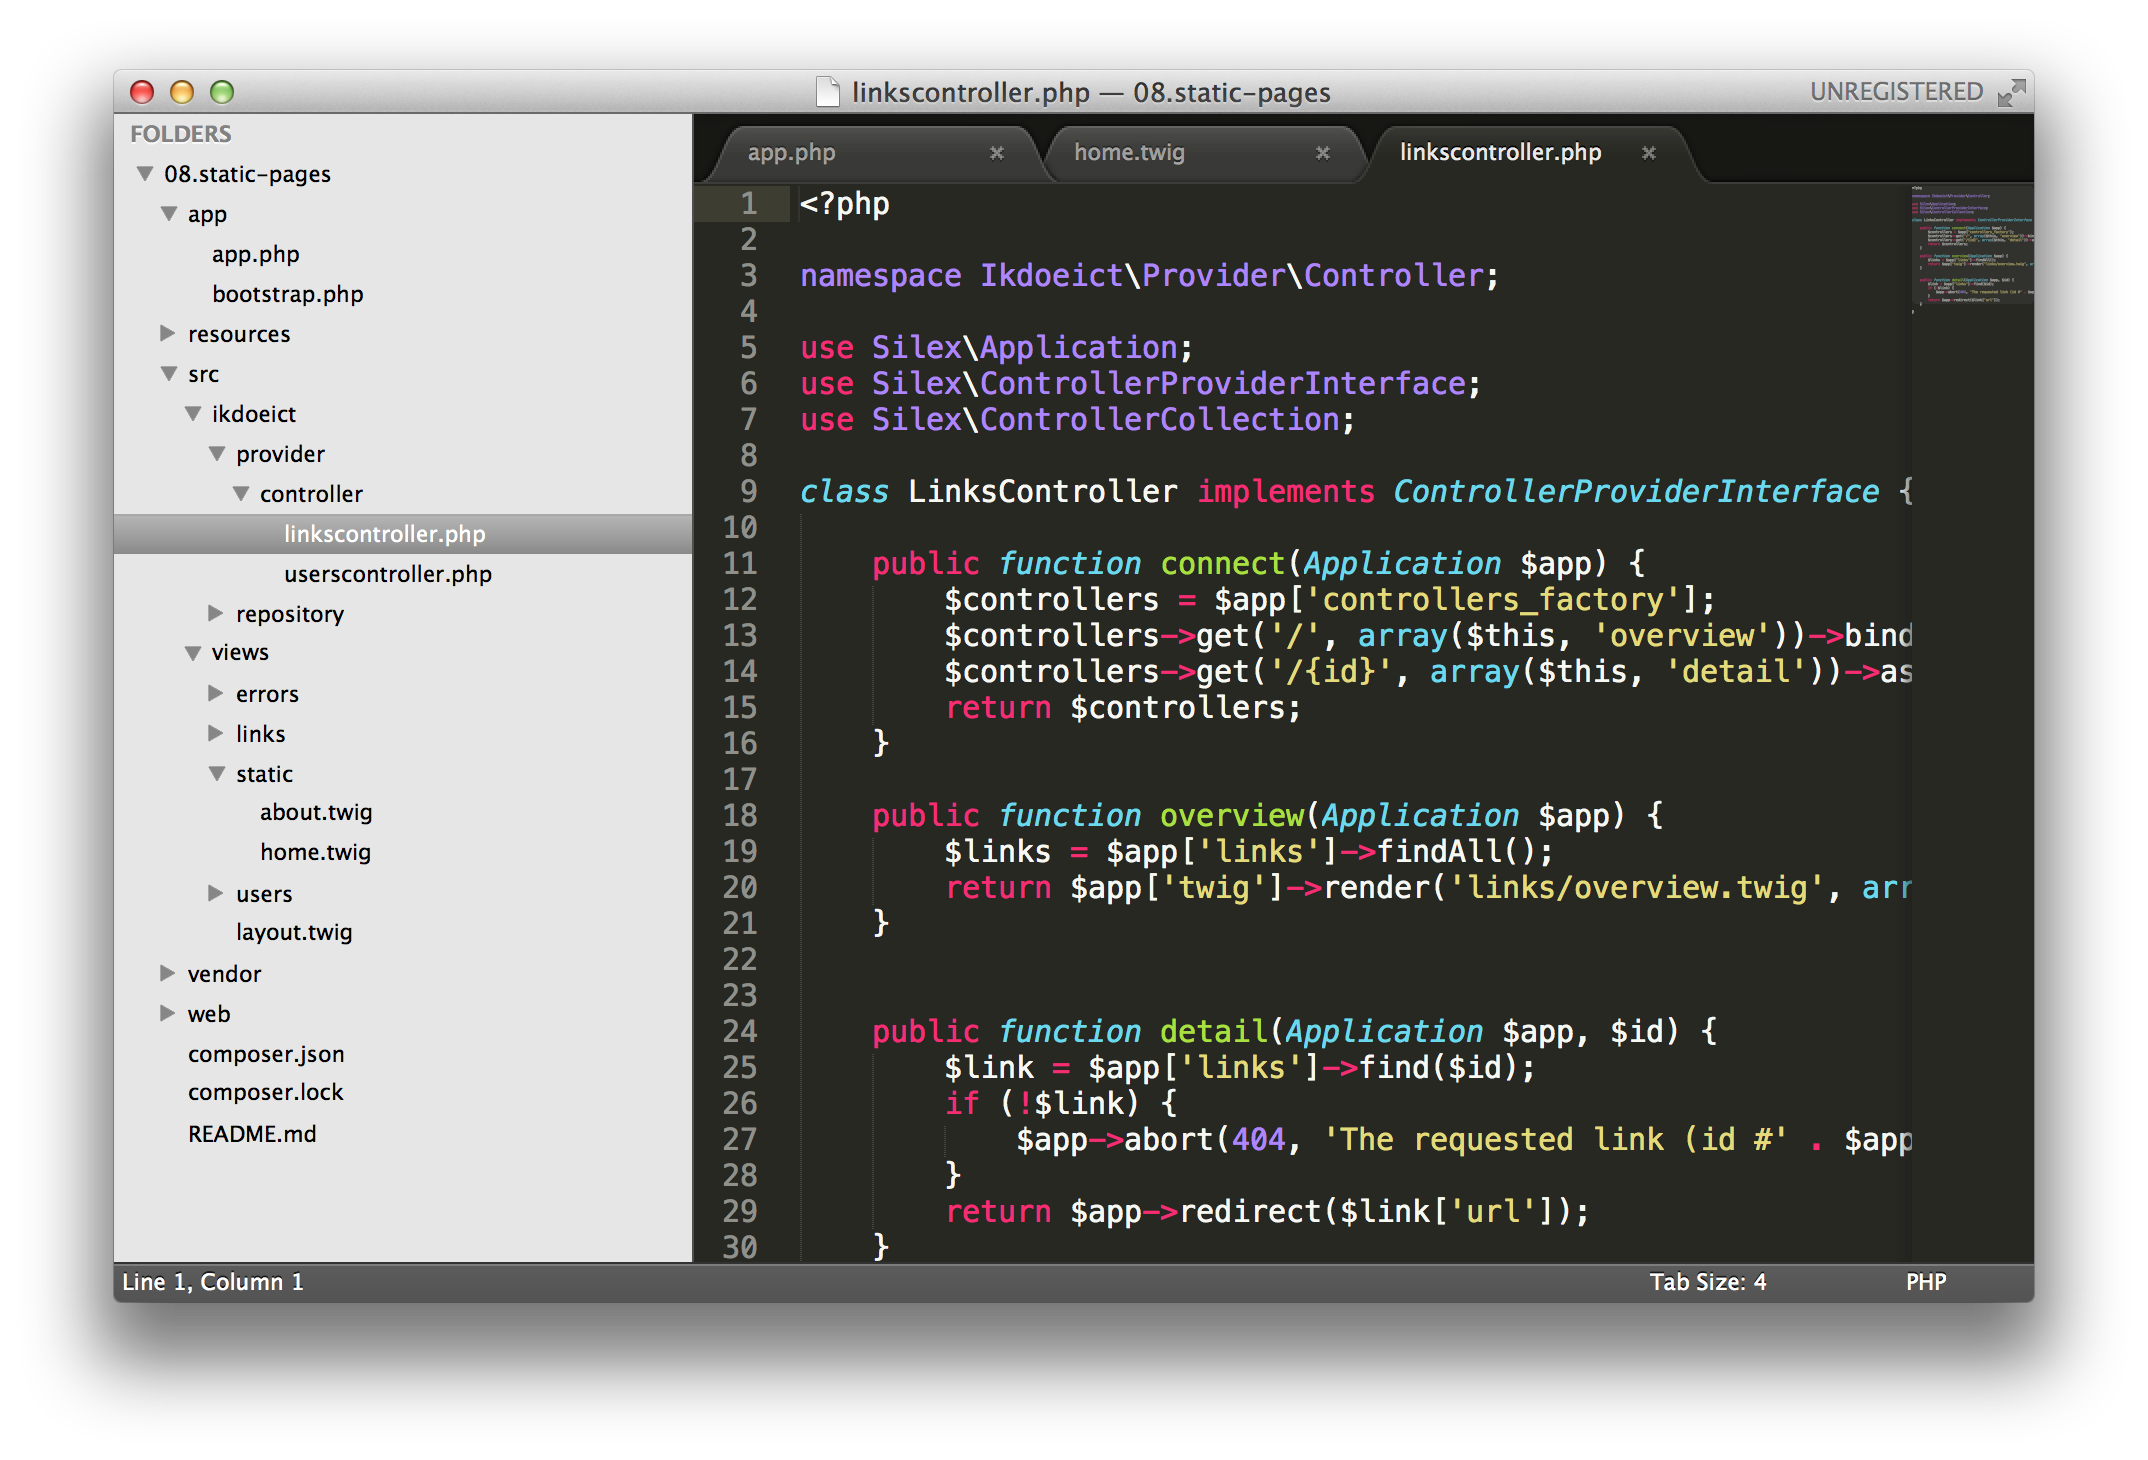 linkscontroller.php — 08.static-pages
UNREGISTERED
FOLDERS
08.static-pages
app
app.php
bootstrap.php
resources
src
ikdoeict
provider
controller
linkscontroller.php
userscontroller.php
repository
views
errors
links
static
about.twig
home.twig
users
layout.twig
vendor
web
composer.json
composer.lock
README.md
app.php × home.twig × linkscontroller.php ×
1 <?php
2
3 namespace Ikdoeict\Provider\Controller;
4
5 use Silex\Application;
6 use Silex\ControllerProviderInterface;
7 use Silex\ControllerCollection;
8
9 class LinksController implements ControllerProviderInterface {
10
11 public function connect(Application $app) {
12 $controllers = $app['controllers_factory'];
13 $controllers->get('/', array($this, 'overview'))->bind
14 $controllers->get('/{id}', array($this, 'detail'))->as
15 return $controllers;
16 }
17
18 public function overview(Application $app) {
19 $links = $app['links']->findAll();
20 return $app['twig']->render('links/overview.twig', arr
21 }
22
23
24 public function detail(Application $app, $id) {
25 $link = $app['links']->find($id);
26 if (!$link) {
27 $app->abort(404, 'The requested link (id #' . $app
28 }
29 return $app->redirect($link['url']);
30 }
Line 1, Column 1
Tab Size: 4
PHP